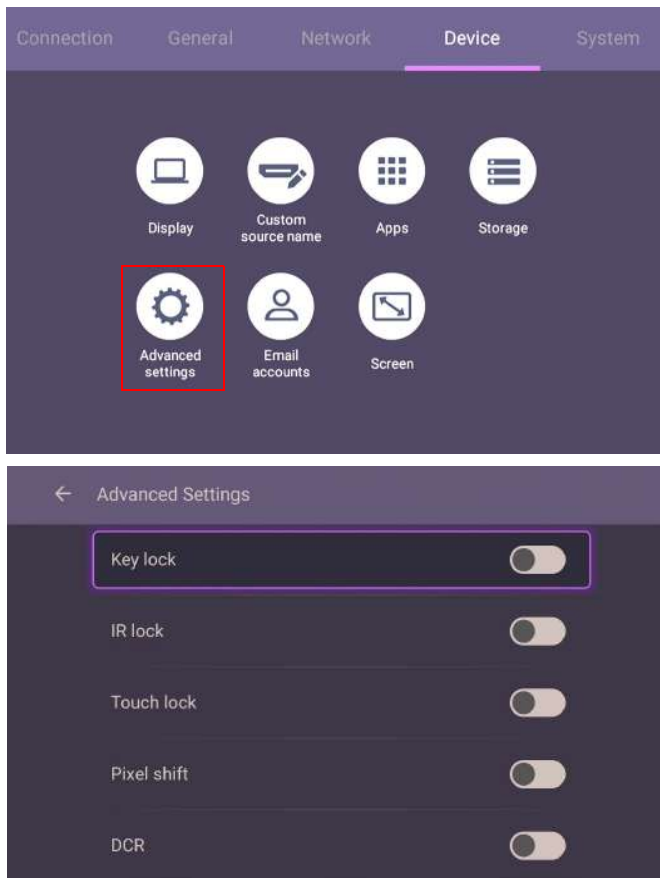 Connection General Network Device System
Display
Custom
source name
Apps
Storage
Advanced
settings
Email
accounts
Screen
Advanced Settings
Key lock
IR lock
Touch lock
Pixel shift
DCR